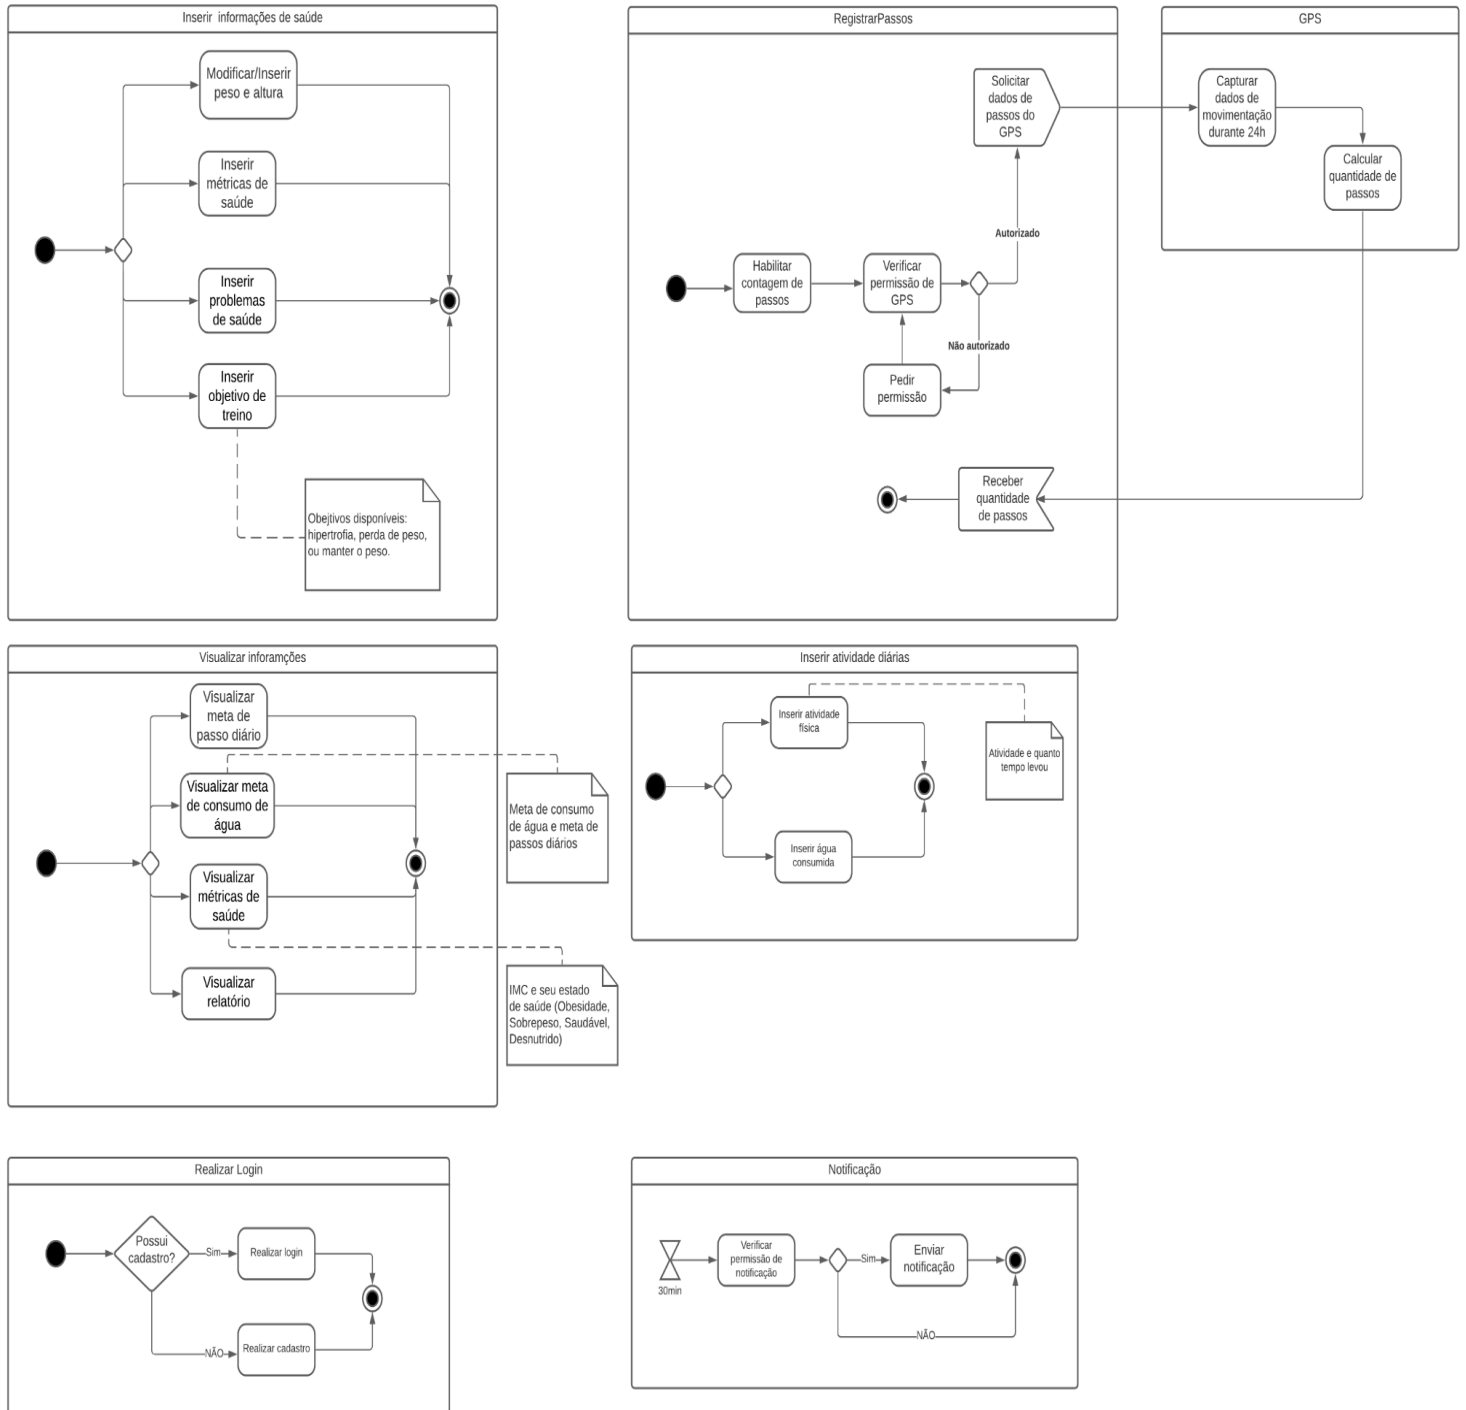 Inserir  informações de saúde
Modificar/Inserir
peso e altura
Inserir
métricas de
saúde
Inserir
problemas
de saúde
Inserir
objetivo de
treino
Obejtivos disponíveis:
hipertrofia, perda de peso,
ou manter o peso.
RegistrarPassos
Solicitar
dados de
passos do
GPS
Autorizado
Habilitar
contagem de
passos
Verificar
permissão de
GPS
Não autorizado
Pedir
permissão
Receber
quantidade
de passos
GPS
Capturar
dados de
movimentação
durante 24h
Calcular
quantidade de
passos
Visualizar inforamções
Visualizar
meta de
passo diário
Visualizar meta
de consumo de
água
Visualizar
métricas de
saúde
Visualizar
relatório
Meta de consumo
de água e meta de
passos diários
IMC e seu estado
de saúde (Obesidade,
Sobrepeso, Saudável,
Desnutrido)
Inserir atividade diárias
Inserir atividade
física
Atividade e quanto
tempo levou
Inserir água
consumida
Realizar Login
Possui
cadastro?
Sim
Realizar login
NÃO
Realizar cadastro
Notificação
30min
Verificar
permissão de
notificação
Sim
Enviar
notificação
NÃO